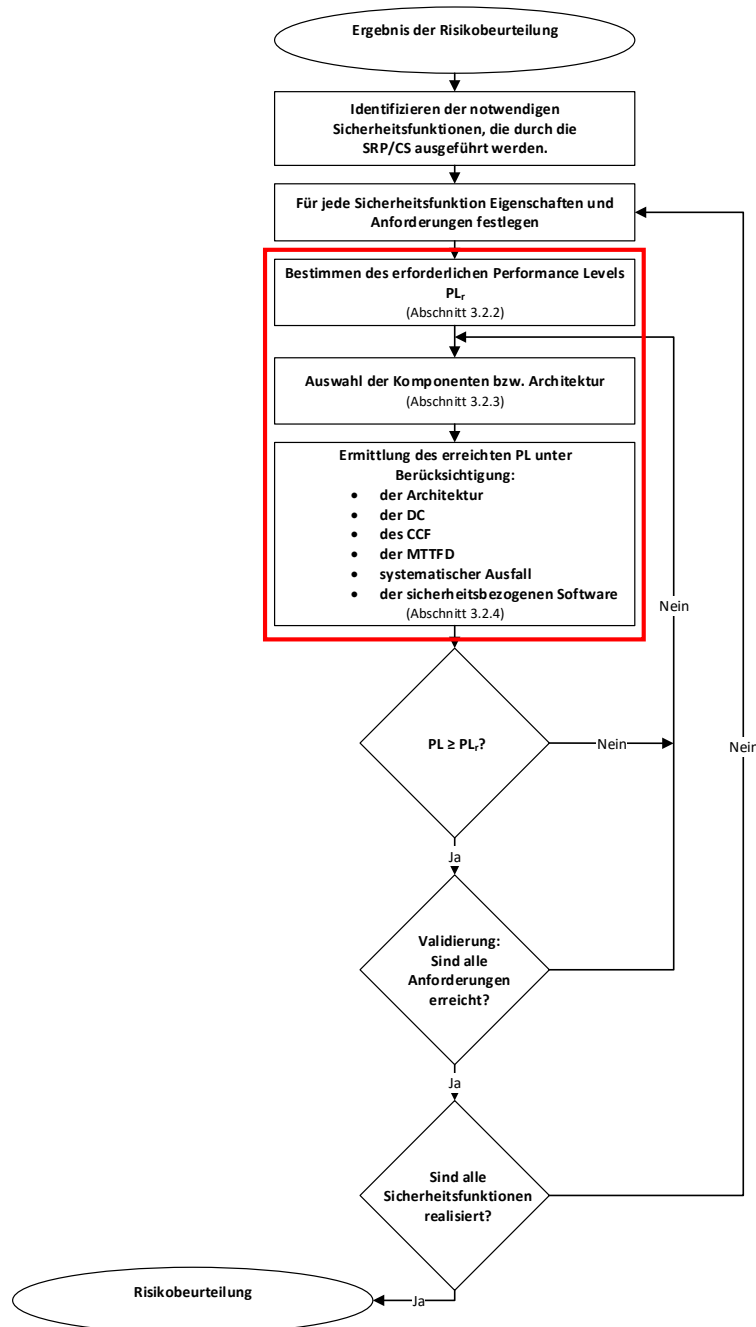 Ergebnis der Risikobeurteilung
Identifizieren der notwendigen
Sicherheitsfunktionen, die durch die
SRP/CS ausgeführt werden.
Für jede Sicherheitsfunktion Eigenschaften und
Anforderungen festlegen
Bestimmen des erforderlichen Performance Levels
PLr
(Abschnitt 3.2.2)
Auswahl der Komponenten bzw. Architektur
(Abschnitt 3.2.3)
Ermittlung des erreichten PL unter
Berücksichtigung:
• der Architektur
• der DC
• des CCF
• der MTTFD
• systematischer Ausfall
• der sicherheitsbezogenen Software
(Abschnitt 3.2.4)
Nein
PL ≥ PLr?
Nein
Nein
Ja
Validierung:
Sind alle
Anforderungen
erreicht?
Ja
Sind alle
Sicherheitsfunktionen
realisiert?
Risikobeurteilung
Ja